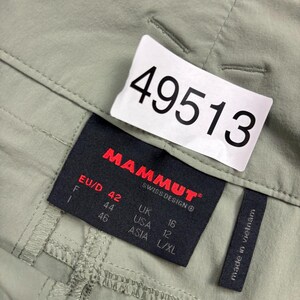 49513
MAMMUT
SWISS DESIGN
EU/D 42
F 44
I 46
UK 16
USA 12
ASIA L/XL
made in vietnam